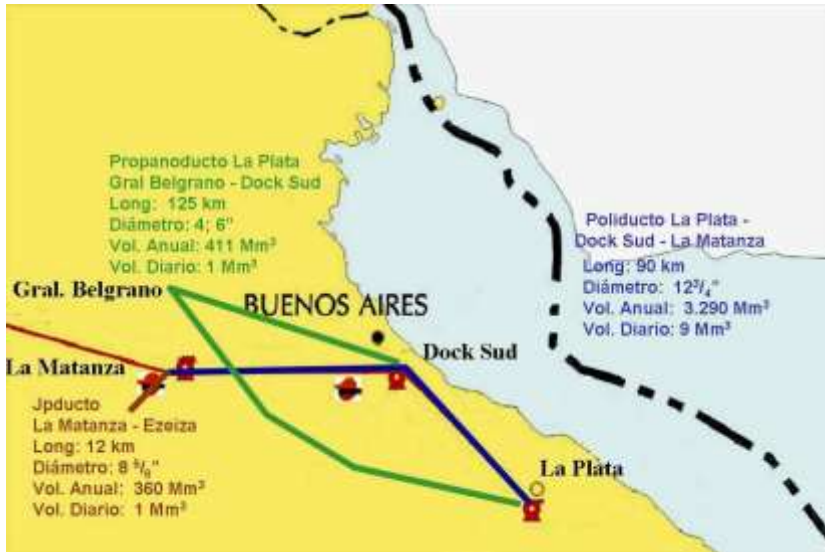 Propanoducto La Plata
Gral Belgrano - Dock Sud
Long: 125 km
Diámetro: 4; 6"
Vol. Anual: 411 Mm³
Vol. Diario: 1 Mm³
Poliducto La Plata -
Dock Sud - La Matanza
Long: 90 km
Diámetro: 12³/₄"
Vol. Anual: 3.290 Mm³
Vol. Diario: 9 Mm³
Gral. Belgrano
BUENOS AIRES
Dock Sud
La Matanza
Jpducto
La Matanza - Ezeiza
Long: 12 km
Diámetro: 8 ⁵/₈"
Vol. Anual: 360 Mm³
Vol. Diario: 1 Mm³
La Plata